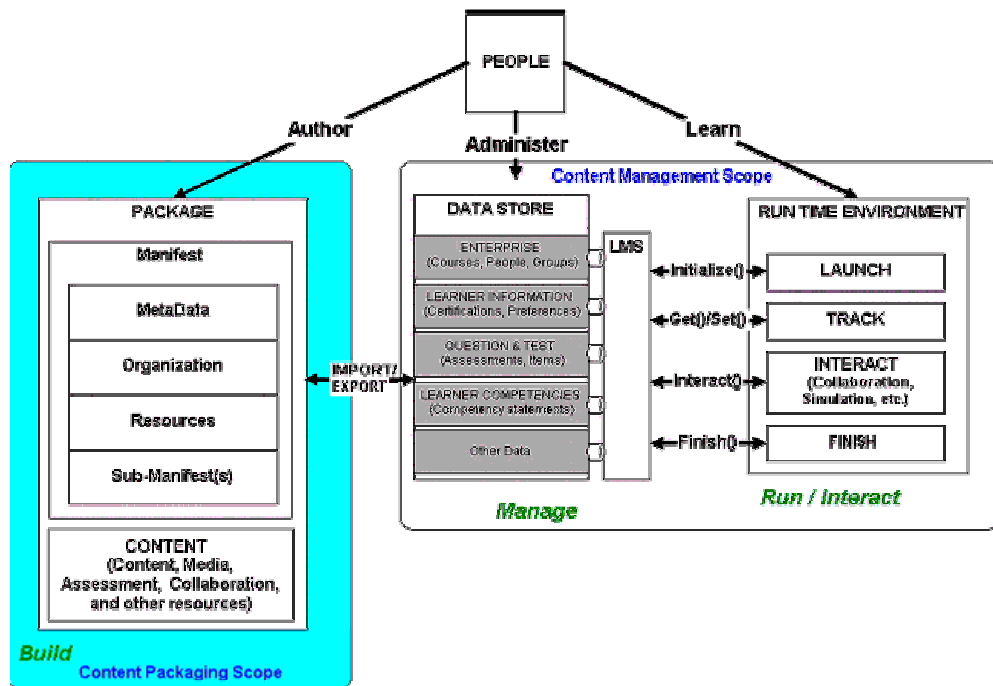 PEOPLE
Author
Administer
Learn
PACKAGE
Manifest
MetaData
Organization
Resources
Sub-Manifest(s)
CONTENT
(Content, Media,
Assessment, Collaboration,
and other resources)
Build
Content Packaging Scope
IMPORT/
EXPORT
Content Management Scope
DATA STORE
ENTERPRISE
(Courses, People, Groups)
LEARNER INFORMATION
(Certifications, Preferences)
QUESTION & TEST
(Assessments, Items)
LEARNER COMPETENCIES
(Competency statements)
Other Data
LMS
Manage
Initialize()
Get()/Set()
Interact()
Finish()
RUN TIME ENVIRONMENT
LAUNCH
TRACK
INTERACT
(Collaboration,
Simulation, etc.)
FINISH
Run / Interact